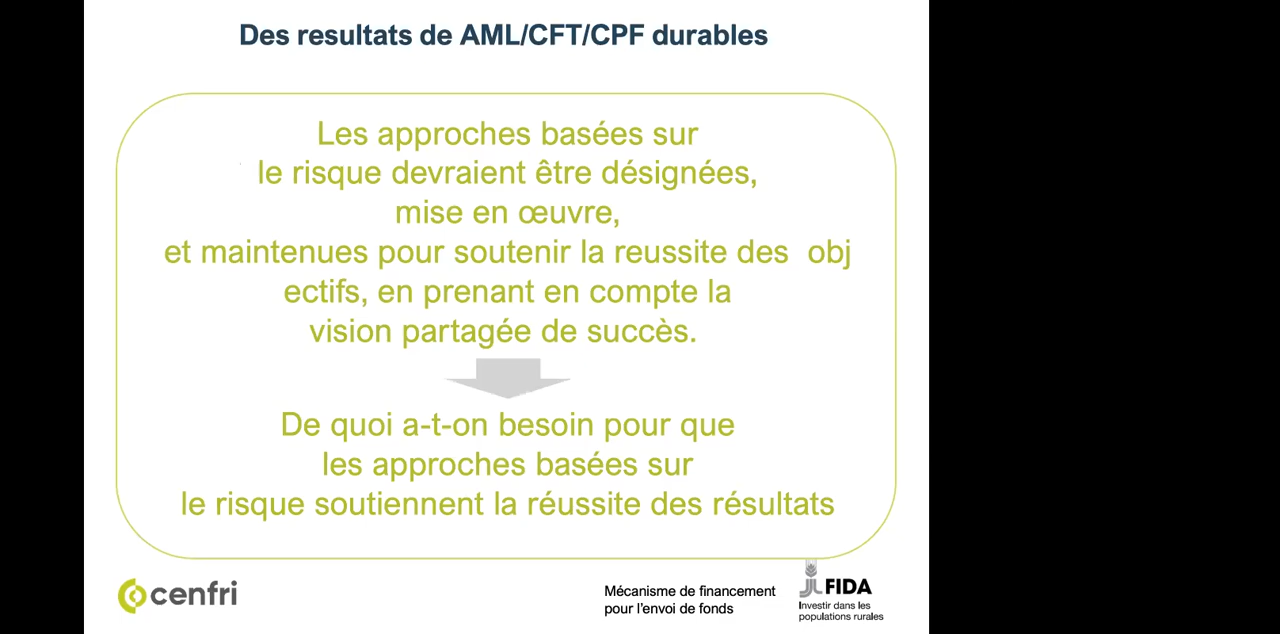 Des resultats de AML/CFT/CPF durables
Les approches basées sur
le risque devraient être désignées,
mise en œuvre,
et maintenues pour soutenir la reussite des obj
ectifs, en prenant en compte la
vision partagée de succès.
De quoi a-t-on besoin pour que
les approches basées sur
le risque soutiennent la réussite des résultats
cenfri
Mécanisme de financement
pour l'envoi de fonds
FIDA
Investir dans les
populations rurales